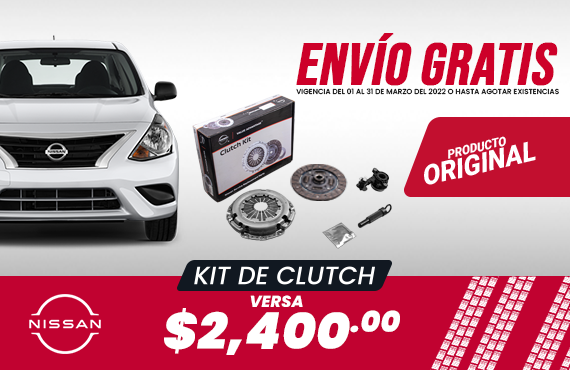 ENVÍO GRATIS
VIGENCIA DEL 01 AL 31 DE MARZO DEL 2022 O HASTA AGOTAR EXISTENCIAS
PRODUCTO
ORIGINAL
NISSAN
Clutch Kit
KIT DE CLUTCH
VERSA
$2,400.00
NISSAN